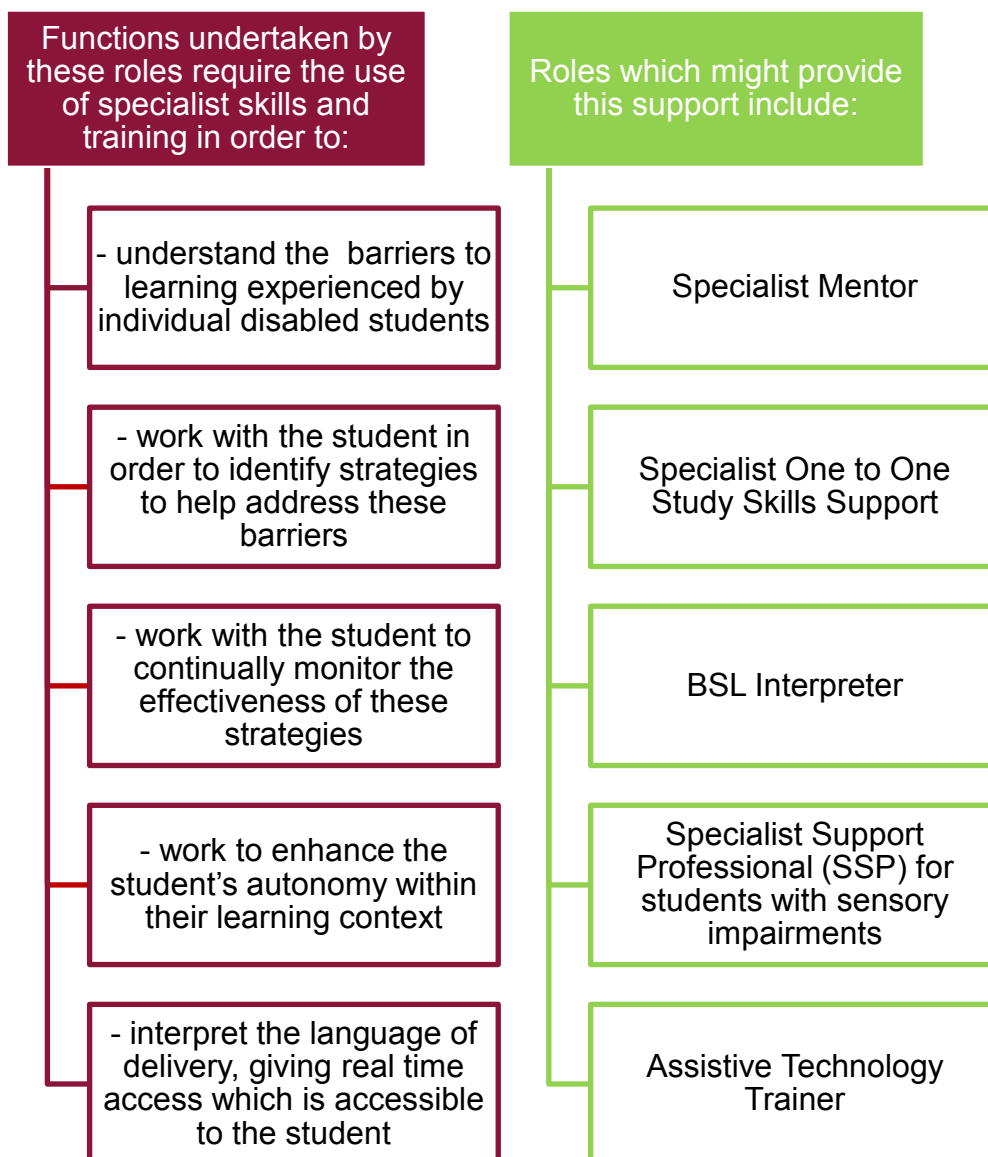 Functions undertaken by
these roles require the use
of specialist skills and
training in order to:
- understand the  barriers to
learning experienced by
individual disabled students
- work with the student in
order to identify strategies
to help address these
barriers
- work with the student to
continually monitor the
effectiveness of these
strategies
- work to enhance the
student’s autonomy within
their learning context
- interpret the language of
delivery, giving real time
access which is accessible
to the student
Roles which might provide
this support include:
Specialist Mentor
Specialist One to One
Study Skills Support
BSL Interpreter
Specialist Support
Professional (SSP) for
students with sensory
impairments
Assistive Technology
Trainer